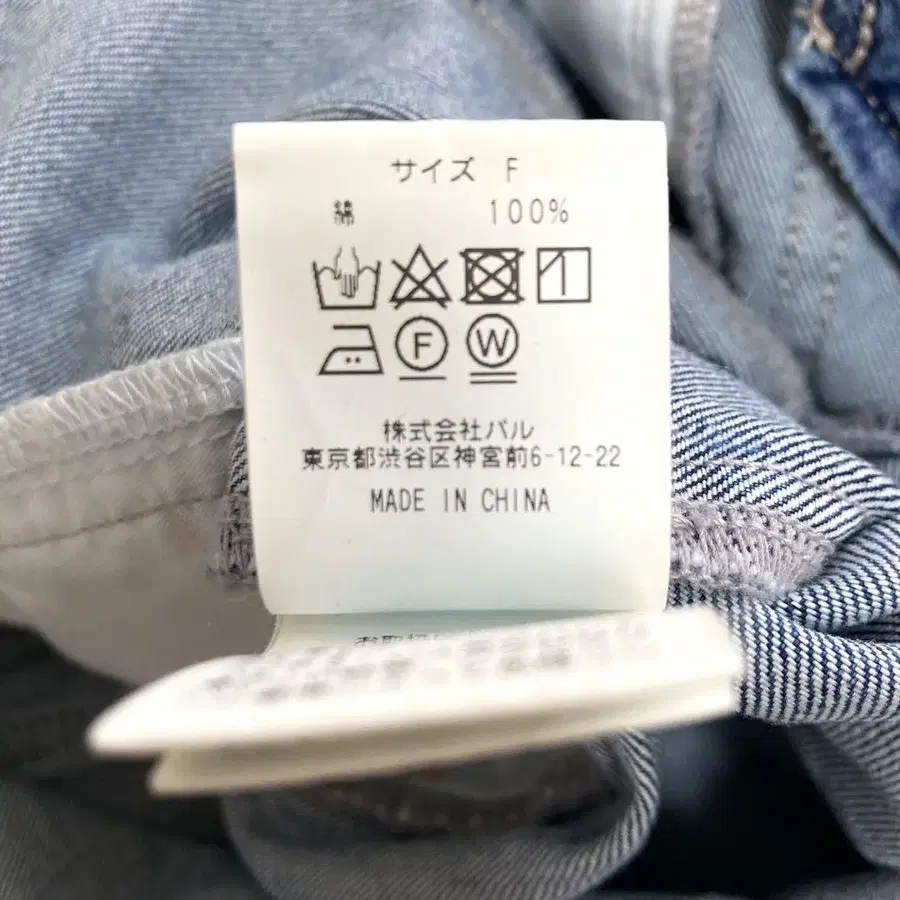 サイズ F
綿 100%
F W
株式会社バル
東京都渋谷区神宮前6-12-22
MADE IN CHINA